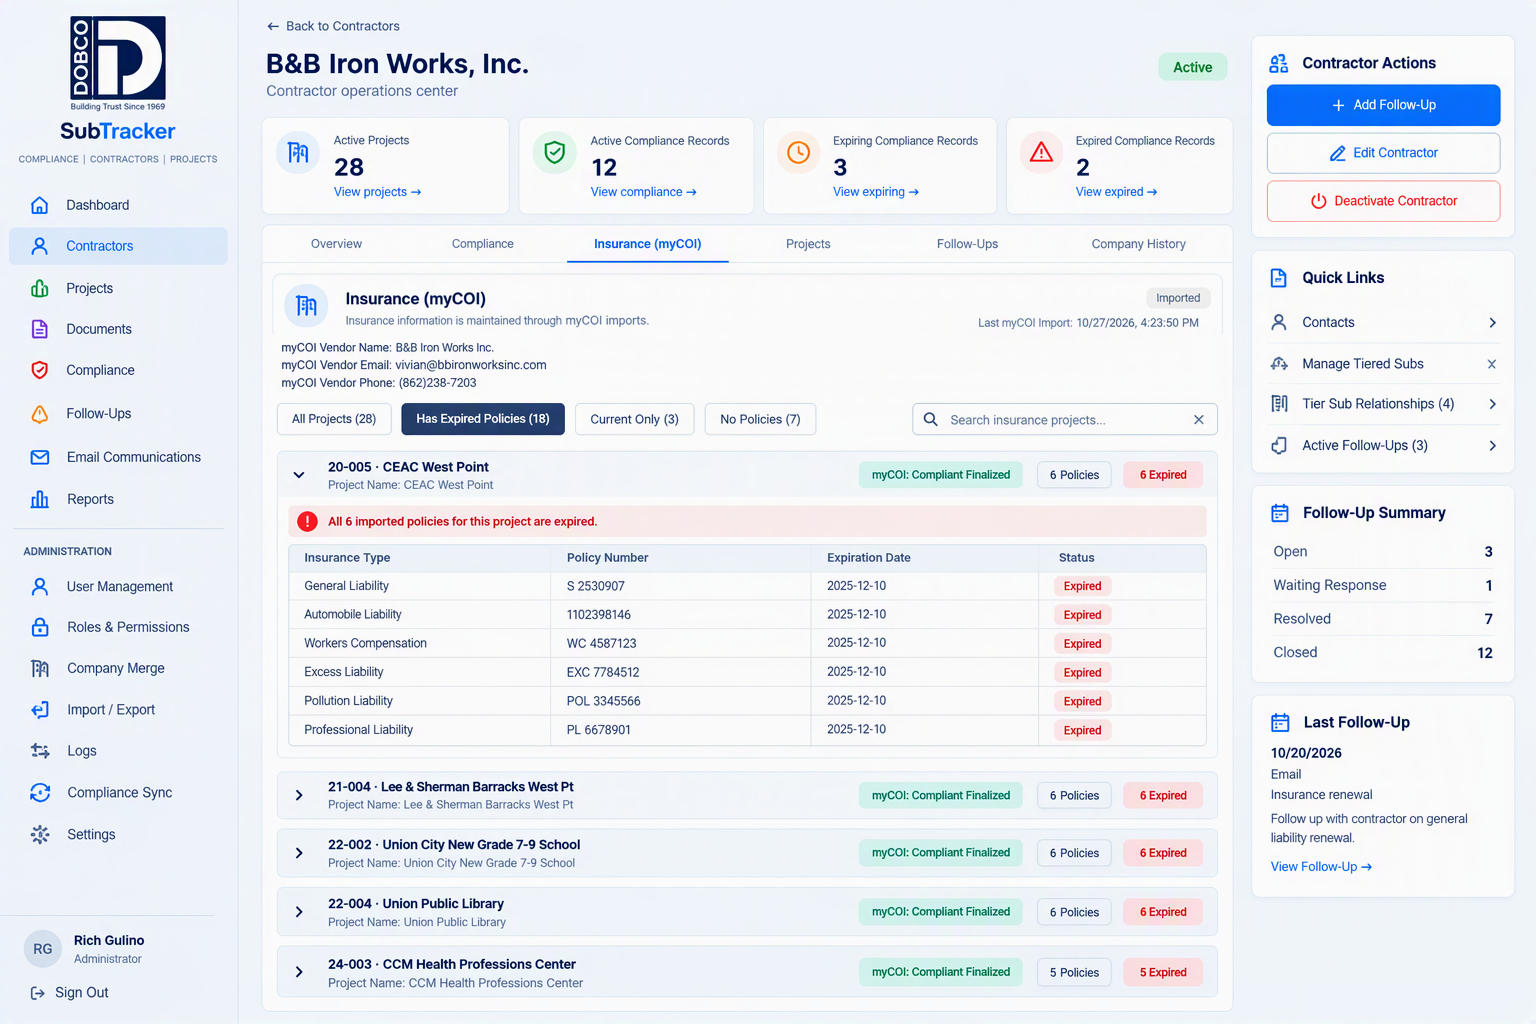 DOBCO
Building Trust Since 1969
SubTracker
COMPLIANCE | CONTRACTORS | PROJECTS
Dashboard
Contractors
Projects
Documents
Compliance
Follow-Ups
Email Communications
Reports
ADMINISTRATION
User Management
Roles & Permissions
Company Merge
Import / Export
Logs
Compliance Sync
Settings
RG
Rich Gulino
Administrator
Sign Out
← Back to Contractors
B&B Iron Works, Inc.
Contractor operations center
Active
Active Projects
28
View projects →
Active Compliance Records
12
View compliance →
Expiring Compliance Records
3
View expiring →
Expired Compliance Records
2
View expired →
Overview
Compliance
Insurance (myCOI)
Projects
Follow-Ups
Company History
Insurance (myCOI)
Insurance information is maintained through myCOI imports.
Imported
Last myCOI Import: 10/27/2026, 4:23:50 PM
myCOI Vendor Name: B&B Iron Works Inc.
myCOI Vendor Email: vivian@bbironworksinc.com
myCOI Vendor Phone: (862)238-7203
All Projects (28)
Has Expired Policies (18)
Current Only (3)
No Policies (7)
Search insurance projects...
20-005 · CEAC West Point
Project Name: CEAC West Point
myCOI: Compliant Finalized
6 Policies
6 Expired
All 6 imported policies for this project are expired.
Insurance Type Policy Number Expiration Date Status
General Liability S 2530907 2025-12-10 Expired
Automobile Liability 1102398146 2025-12-10 Expired
Workers Compensation WC 4587123 2025-12-10 Expired
Excess Liability EXC 7784512 2025-12-10 Expired
Pollution Liability POL 3345566 2025-12-10 Expired
Professional Liability PL 6678901 2025-12-10 Expired
21-004 · Lee & Sherman Barracks West Pt
Project Name: Lee & Sherman Barracks West Pt
myCOI: Compliant Finalized
6 Policies
6 Expired
22-002 · Union City New Grade 7-9 School
Project Name: Union City New Grade 7-9 School
myCOI: Compliant Finalized
6 Policies
6 Expired
22-004 · Union Public Library
Project Name: Union Public Library
myCOI: Compliant Finalized
6 Policies
6 Expired
24-003 · CCM Health Professions Center
Project Name: CCM Health Professions Center
myCOI: Compliant Finalized
5 Policies
5 Expired
Contractor Actions
+ Add Follow-Up
Edit Contractor
Deactivate Contractor
Quick Links
Contacts
Manage Tiered Subs
Tier Sub Relationships (4)
Active Follow-Ups (3)
Follow-Up Summary
Open 3
Waiting Response 1
Resolved 7
Closed 12
Last Follow-Up
10/20/2026
Email
Insurance renewal
Follow up with contractor on general
liability renewal.
View Follow-Up →